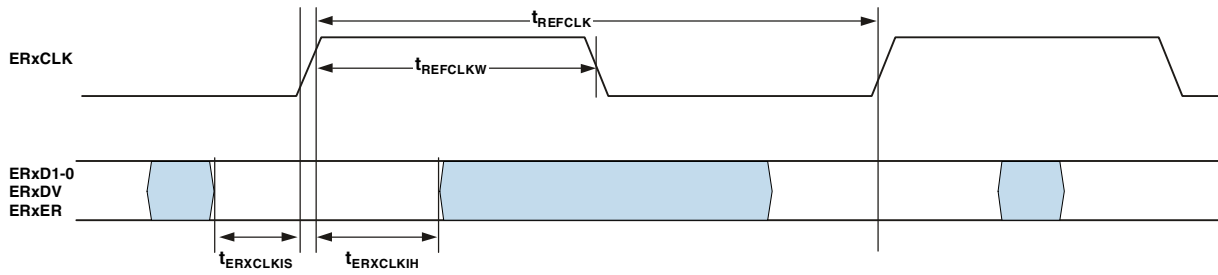 tREFCLK
ERxCLK
tREFCLKW
ERxD1-0
ERxDV
ERxER
tERXCLKIS
tERXCLKIH